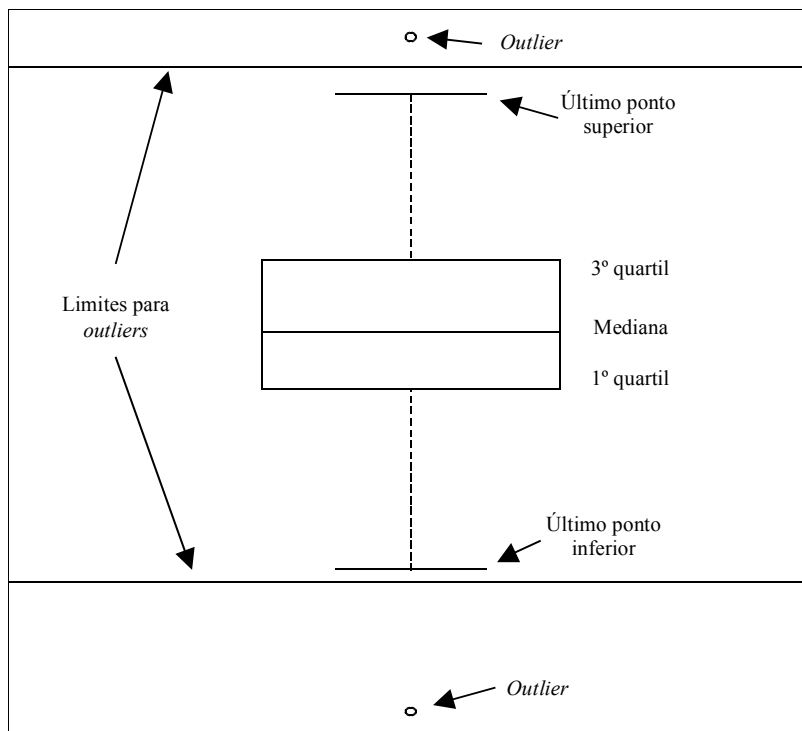 Outlier
Último ponto
superior
3º quartil
Limites para
outliers
Mediana
1º quartil
Último ponto
inferior
Outlier